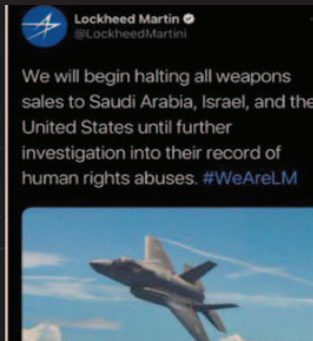 Lockheed Martin
@LockheedMartini
We will begin halting all weapons
sales to Saudi Arabia, Israel, and the
United States until further
investigation into their record of
human rights abuses. #WeAreLM